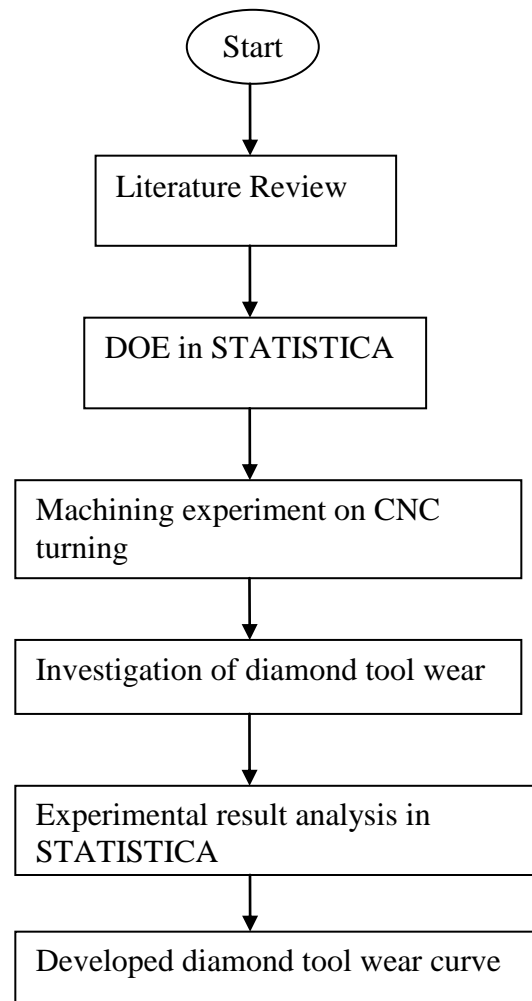 Start
Literature Review
DOE in STATISTICA
Machining experiment on CNC
turning
Investigation of diamond tool wear
Experimental result analysis in
STATISTICA
Developed diamond tool wear curve